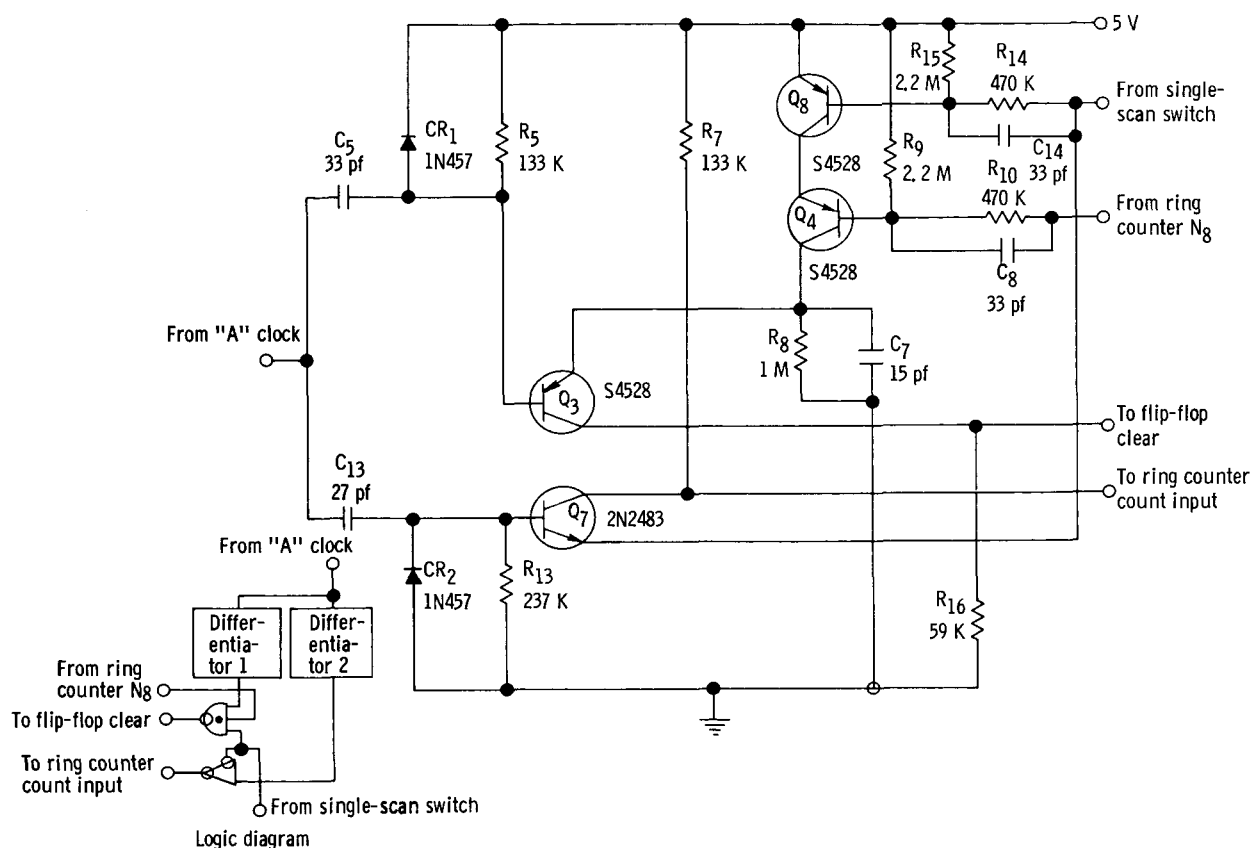 5 V
R15
2.2 M
R14
470 K
From single-
scan switch
Q8
C14
33 pf
CR1
1N457
C5
33 pf
R5
133 K
R7
133 K
R9
2.2 M
S4528
R10
470 K
From ring
counter N8
Q4
S4528
C8
33 pf
From "A" clock
R8
1 M
C7
15 pf
S4528
Q3
To flip-flop
clear
C13
27 pf
Q7
2N2483
To ring counter
count input
From "A" clock
CR2
1N457
R13
237 K
R16
59 K
Differ-
entia-
tor 1
Differ-
entia-
tor 2
From ring
counter N8
To flip-flop clear
To ring counter
count input
From single-scan switch
Logic diagram